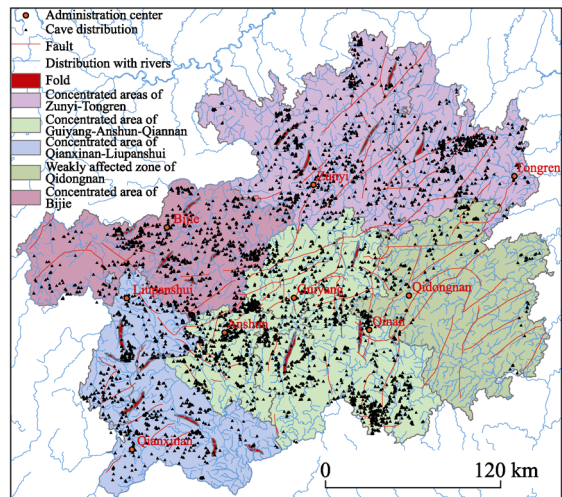 Administration center
Cave distribution
Fault
Distribution with rivers
Fold
Concentrated areas of
Zunyi-Tongren
Concentrated area of
Guiyang-Anshun-Qiannan
Concentrated area of
Qianxinan-Liupanshui
Weakly affected zone of
Qidongnan
Concentrated area of
Bijie
Zunyi
Tongren
Bijie
Liupanshui
Guiyang
Qidongnan
Anshun
Qinan
Qianxinan
0 120 km